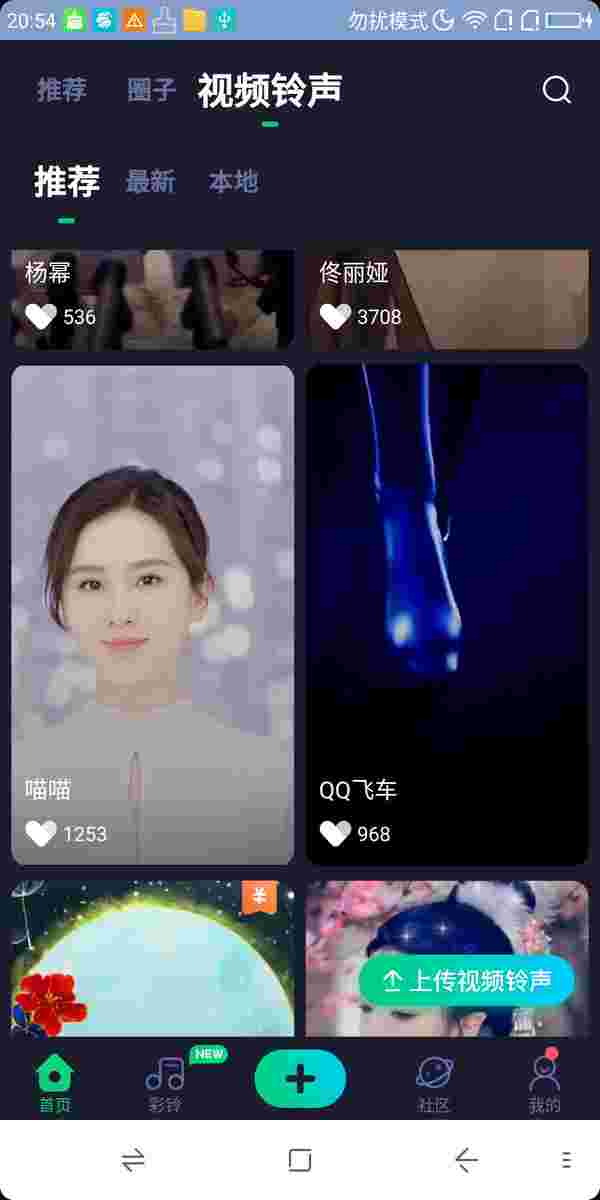 20:54 勿扰模式
推荐 圈子 视频铃声
推荐 最新 本地
杨幂
536
佟丽娅
3708
喵喵
1253
QQ飞车
968
上传视频铃声
NEW
首页 彩铃 社区 我的